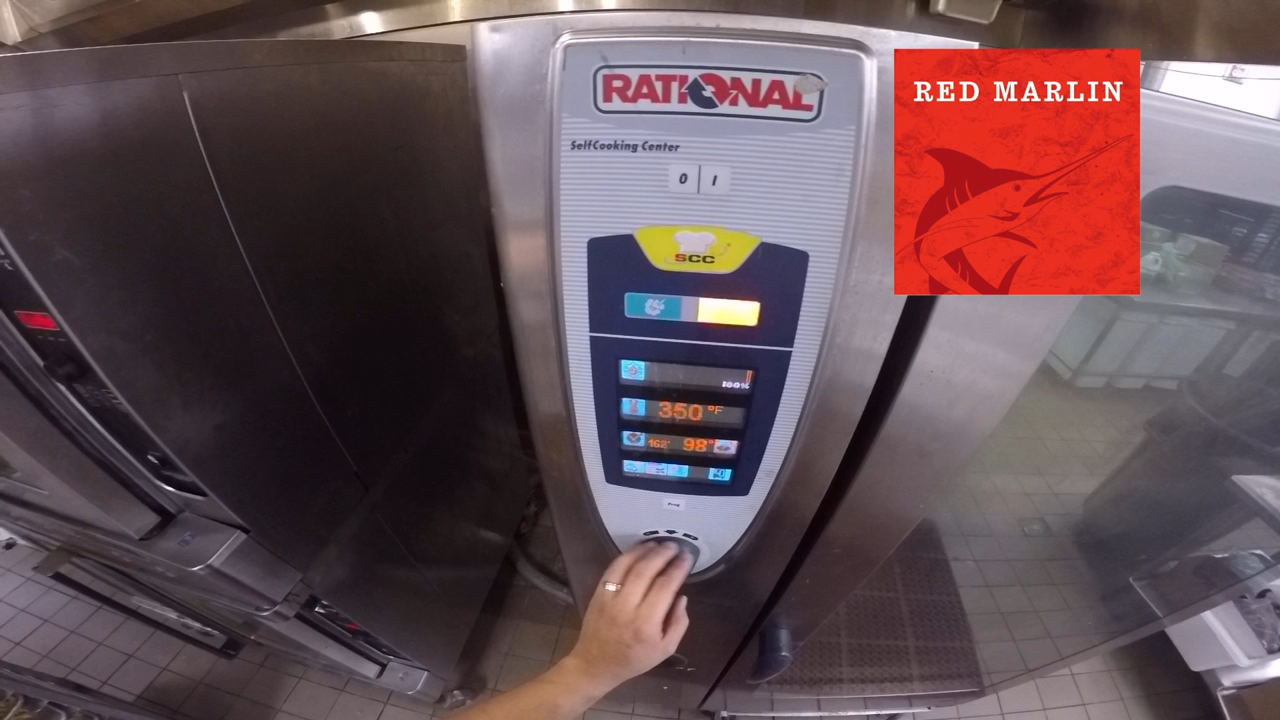 RATIONAL
SelfCooking Center
0 1
SCC
100%
350 °F
162° 98°
RED MARLIN